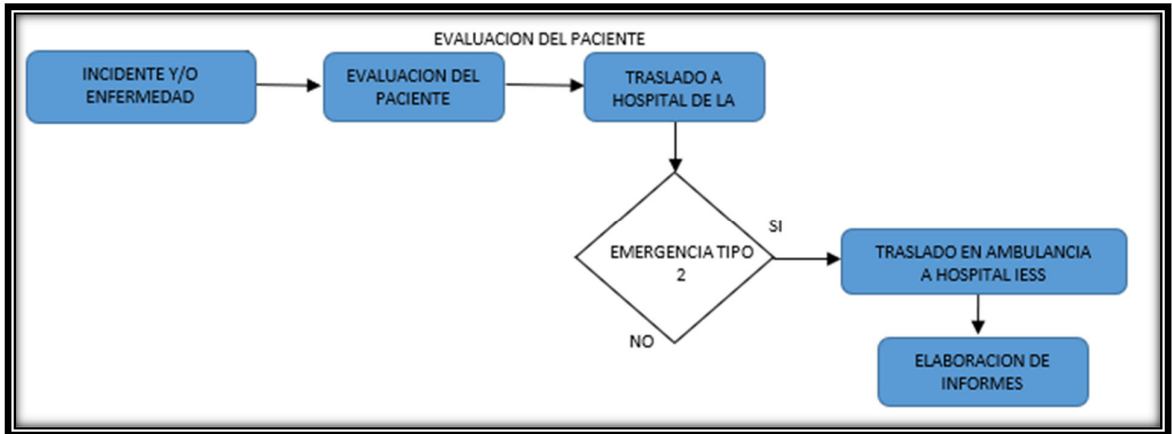 EVALUACION DEL PACIENTE
INCIDENTE Y/O
ENFERMEDAD
EVALUACION DEL
PACIENTE
TRASLADO A
HOSPITAL DE LA
EMERGENCIA TIPO
2
SI
NO
TRASLADO EN AMBULANCIA
A HOSPITAL IESS
ELABORACION DE
INFORMES